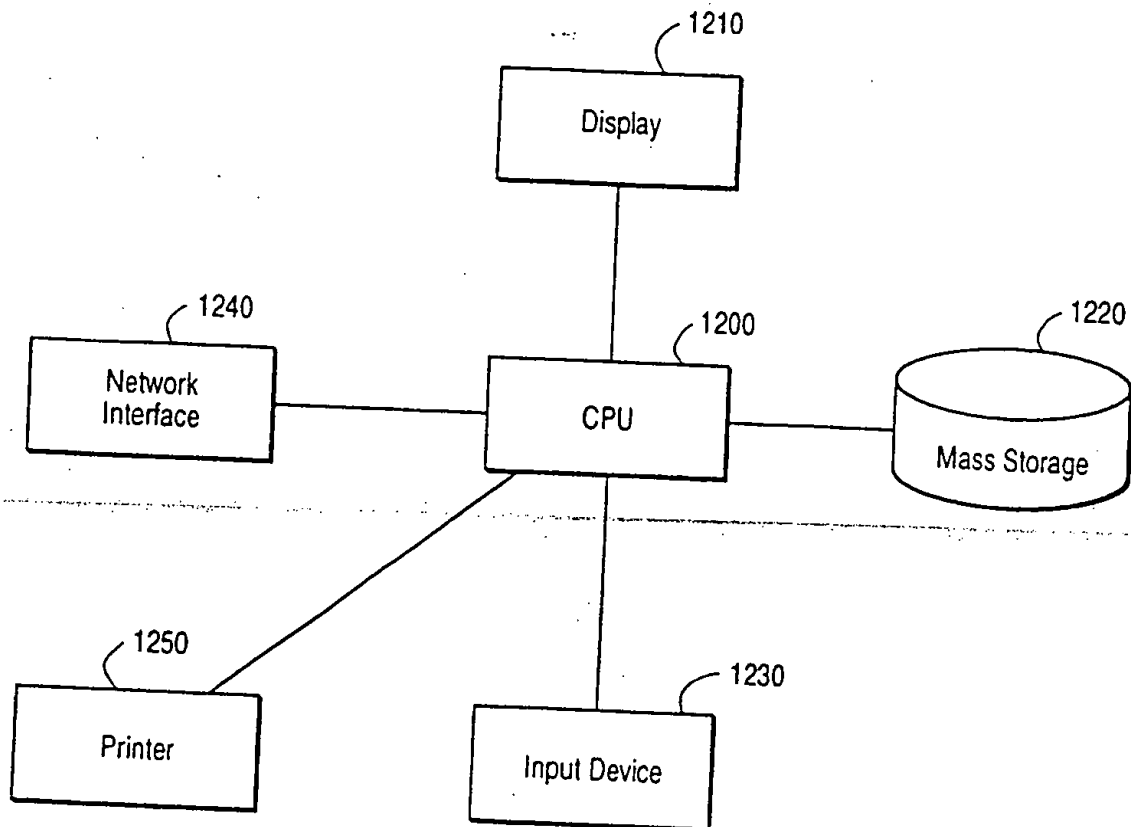 1210
Display
1240
Network
Interface
1200
CPU
1220
Mass Storage
1250
Printer
1230
Input Device